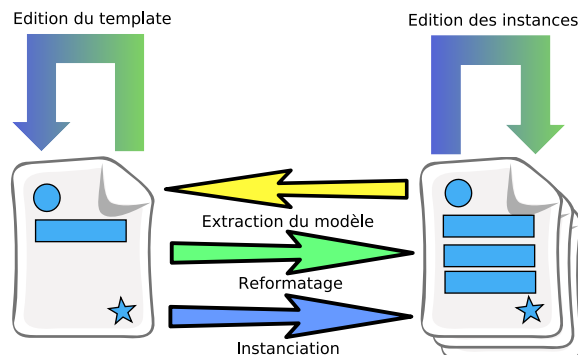 Edition du template
Edition des instances
Extraction du modèle
Reformatage
Instanciation